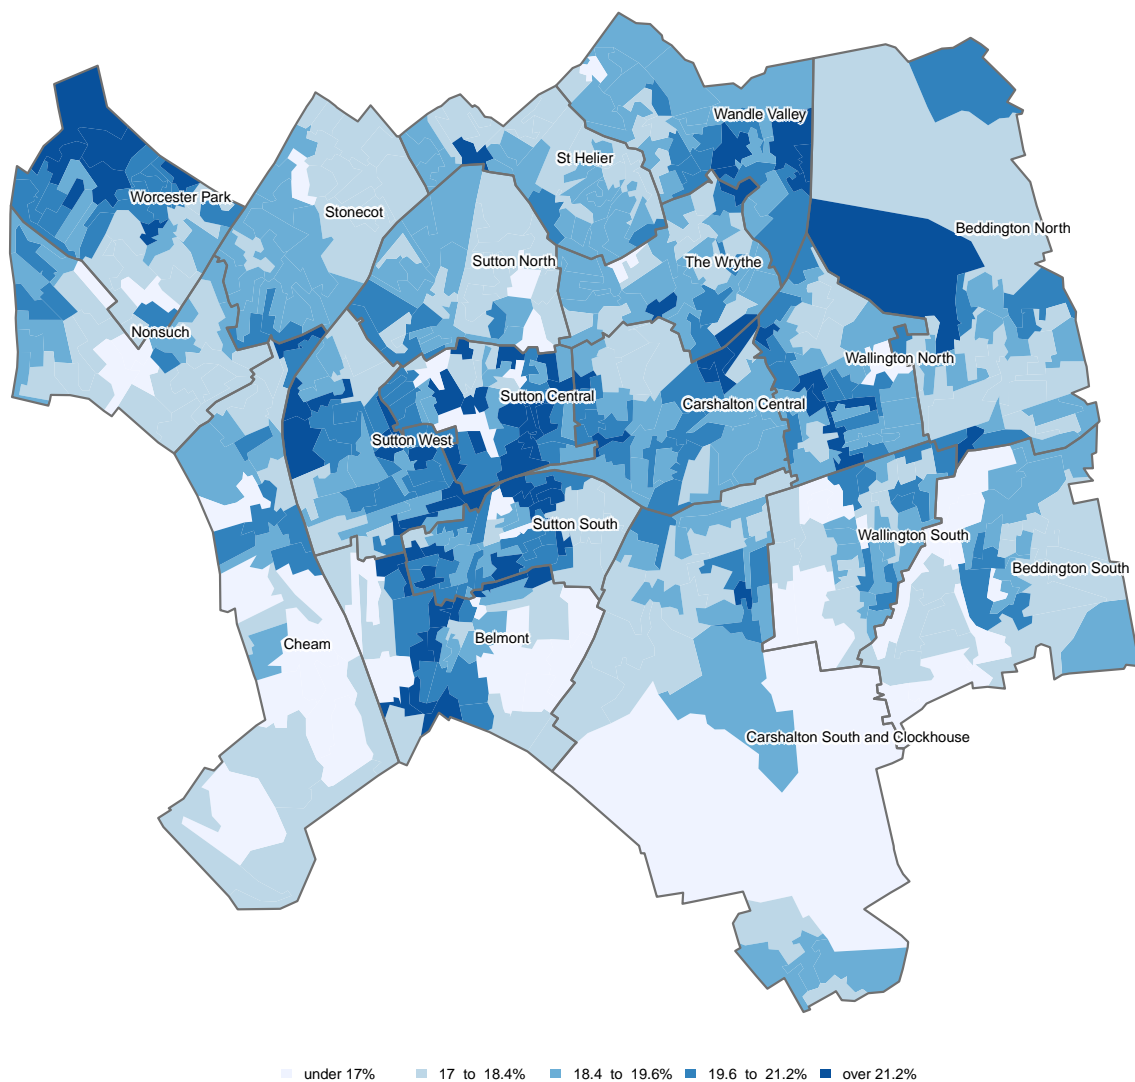 Wandle Valley
St Helier
Worcester Park
Stonecot
Beddington North
Sutton North
The Wrythe
Nonsuch
Wallington North
Sutton Central
Carshalton Central
Sutton West
Sutton South
Wallington South
Beddington South
Cheam
Belmont
Carshalton South and Clockhouse
under 17% 17 to 18.4% 18.4 to 19.6% 19.6 to 21.2% over 21.2%